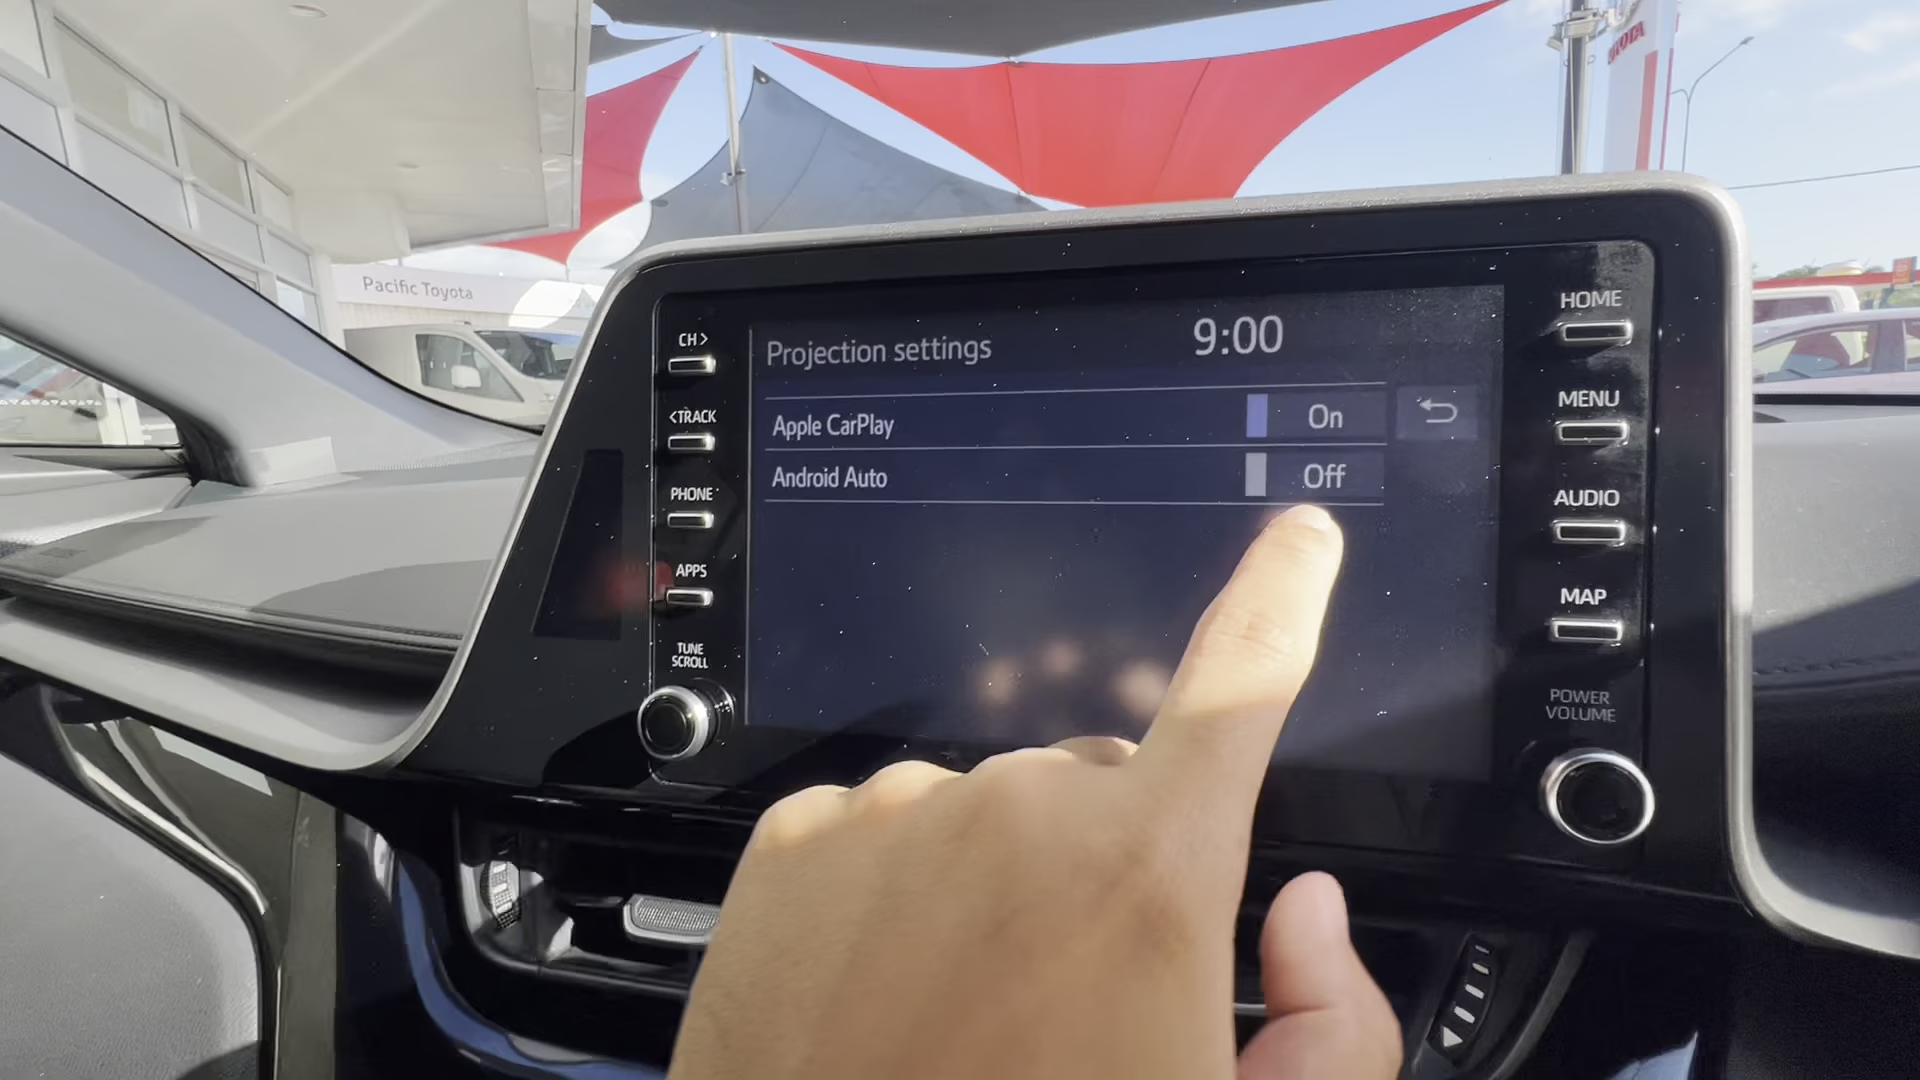 TOYOTA
Pacific Toyota
CH >
<TRACK
PHONE
APPS
TUNE
SCROLL
Projection settings
9:00
Apple CarPlay
On
Android Auto
Off
HOME
MENU
AUDIO
MAP
POWER
VOLUME